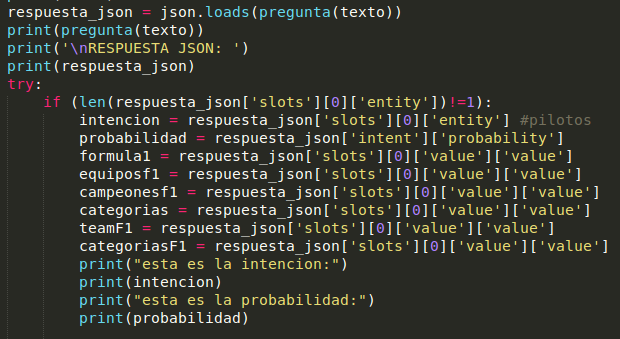 respuesta_json = json.loads(pregunta(texto))
print(pregunta(texto))
print('\nRESPUESTA JSON: ')
print(respuesta_json)
try:
    if (len(respuesta_json['slots'][0]['entity'])!=1):
        intencion = respuesta_json['slots'][0]['entity'] #pilotos
        probabilidad = respuesta_json['intent']['probability']
        formula1 = respuesta_json['slots'][0]['value']['value']
        equiposf1 = respuesta_json['slots'][0]['value']['value']
        campeonesf1 = respuesta_json['slots'][0]['value']['value']
        categorias = respuesta_json['slots'][0]['value']['value']
        teamF1 = respuesta_json['slots'][0]['value']['value']
        categoriasF1 = respuesta_json['slots'][0]['value']['value']
        print("esta es la intencion:")
        print(intencion)
        print("esta es la probabilidad:")
        print(probabilidad)